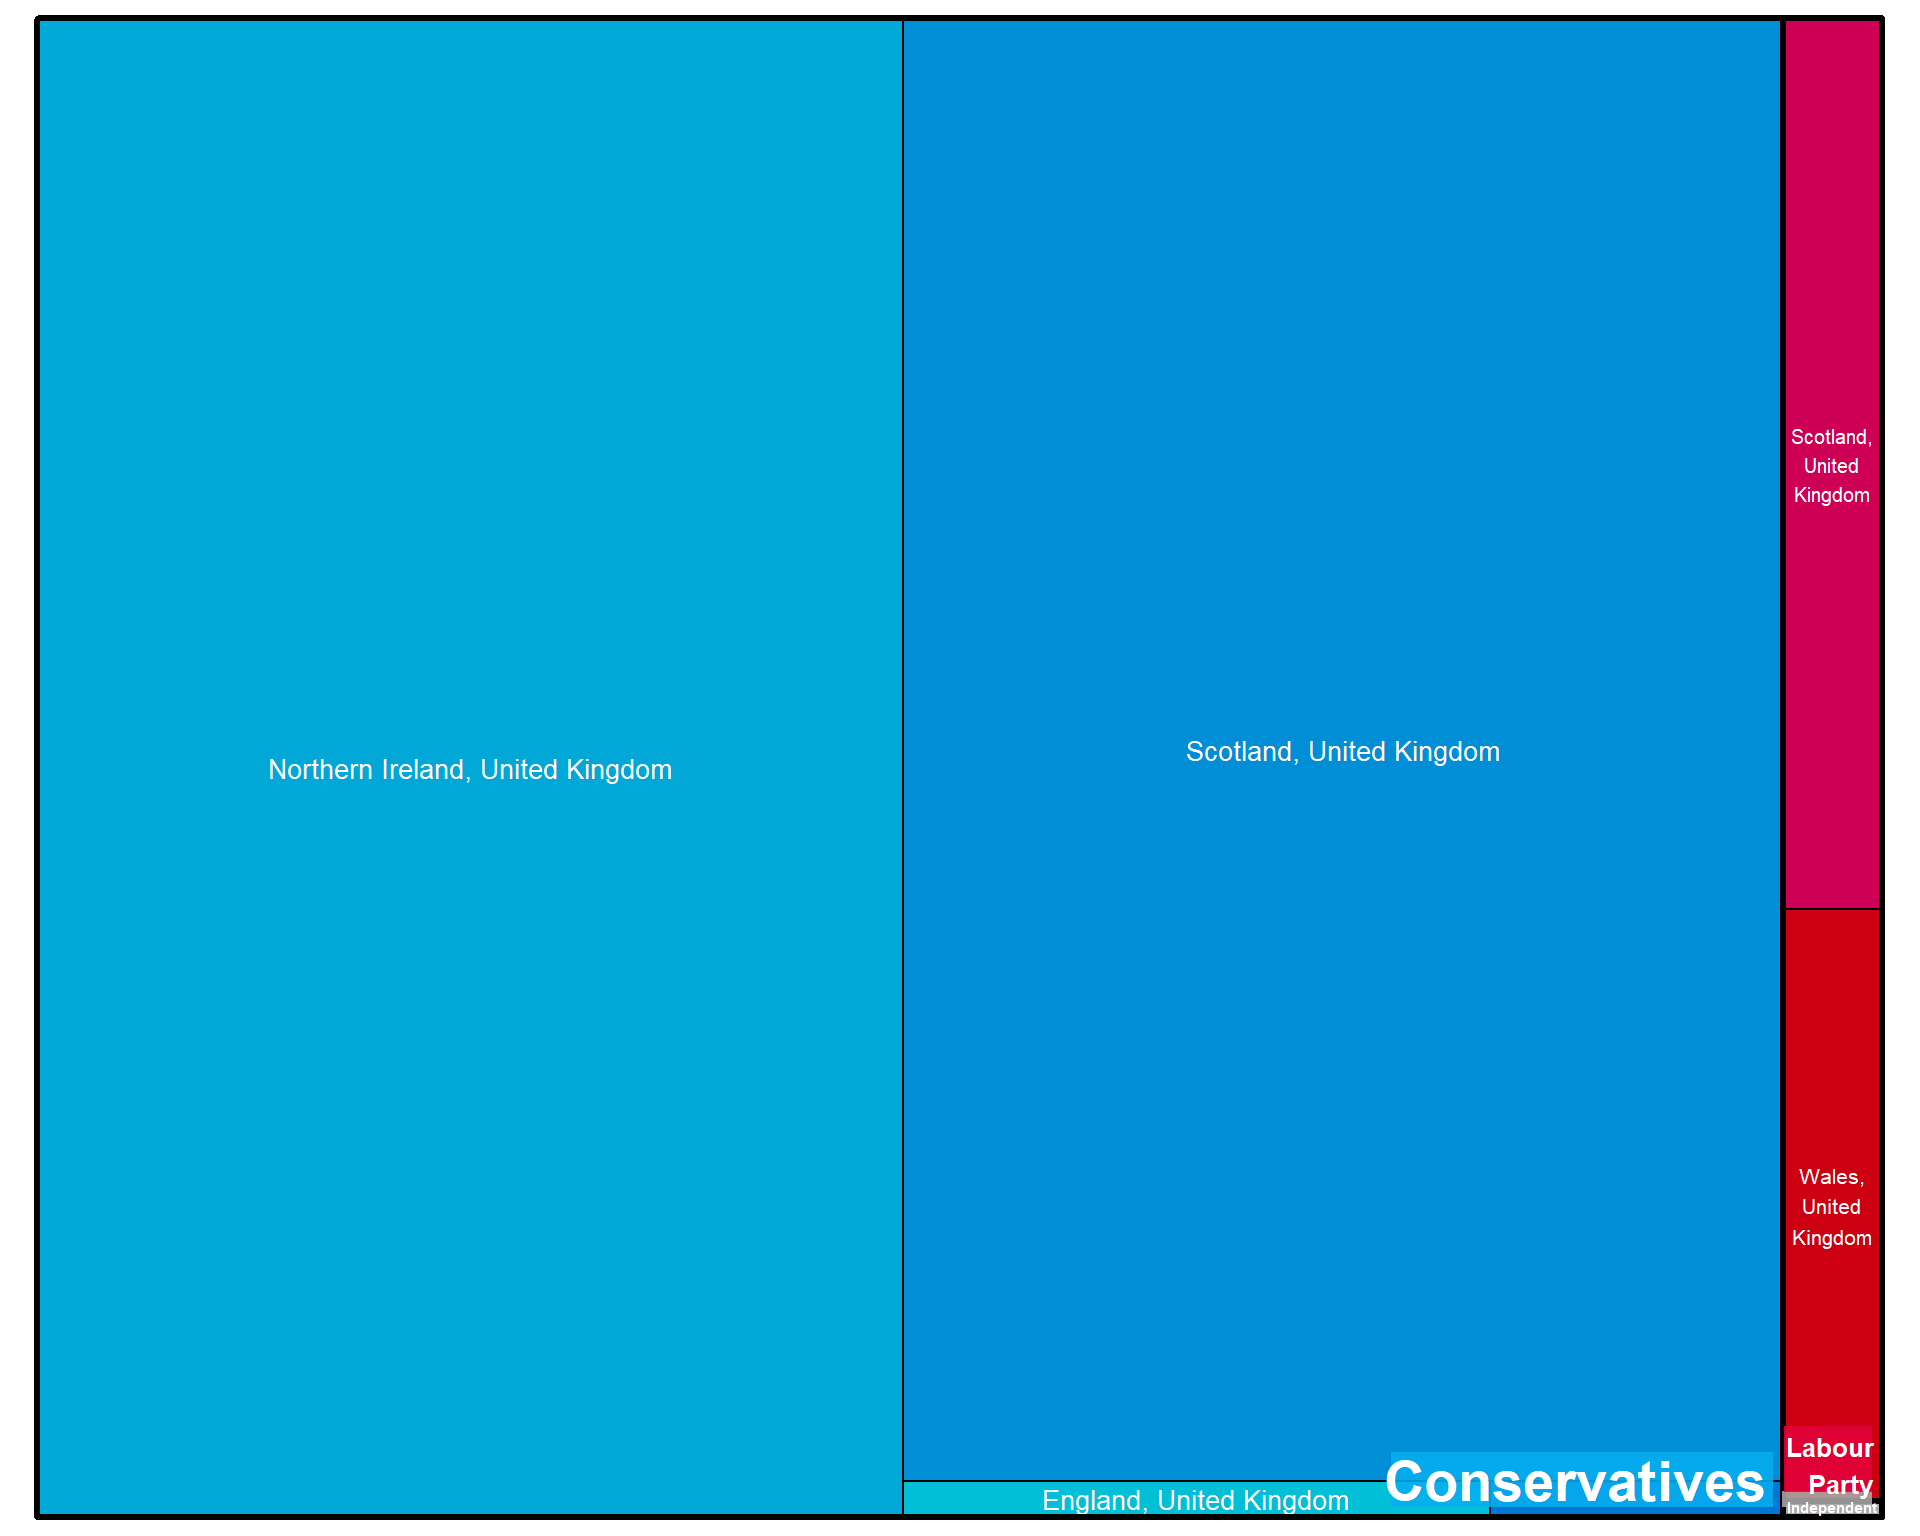 Northern Ireland, United Kingdom
Scotland, United Kingdom
England, United Kingdom
Conservatives
Scotland,
United
Kingdom
Wales,
United
Kingdom
Labour
Party
Independent